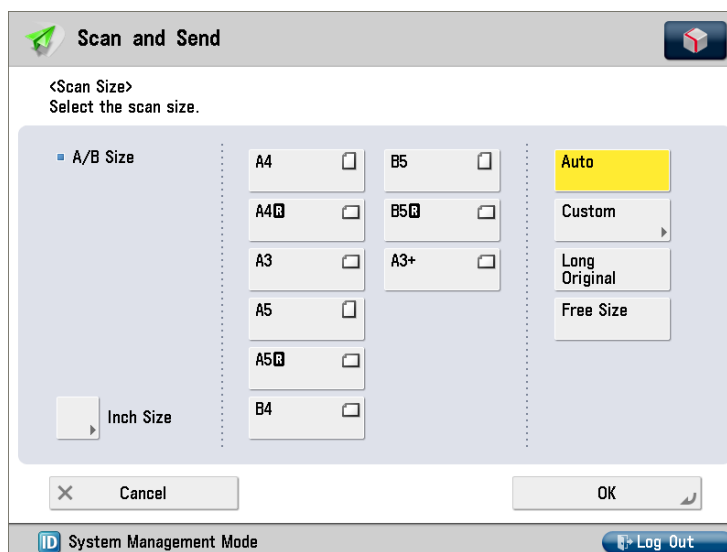 Scan and Send
<Scan Size>
Select the scan size.
A/B Size
A4
B5
Auto
A4R
B5R
Custom
A3
A3+
Long
Original
A5
Free Size
A5R
B4
Inch Size
Cancel
OK
ID System Management Mode
Log Out